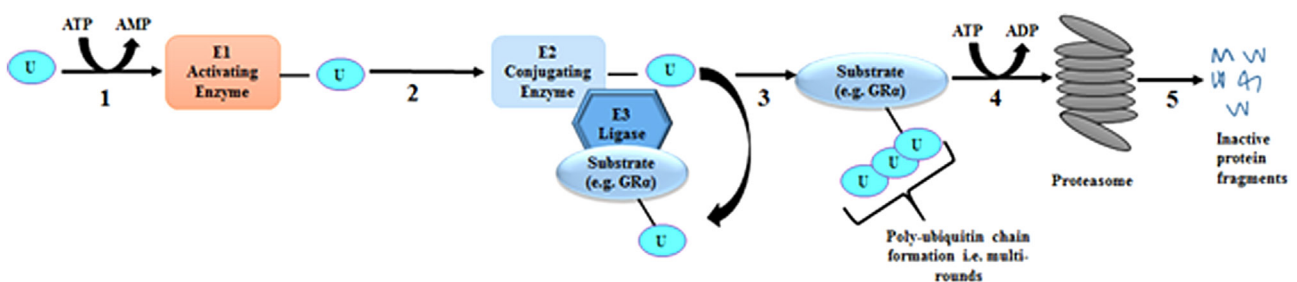 ATP AMP
U
1
E1
Activating
Enzyme
U
2
E2
Conjugating
Enzyme
U
E3
Ligase
Substrate
(e.g. GRα)
U
3
Substrate
(e.g. GRα)
U
U
U
Poly-ubiquitin chain
formation i.e. multi-
rounds
ATP ADP
4
Proteasome
5
Inactive
protein
fragments